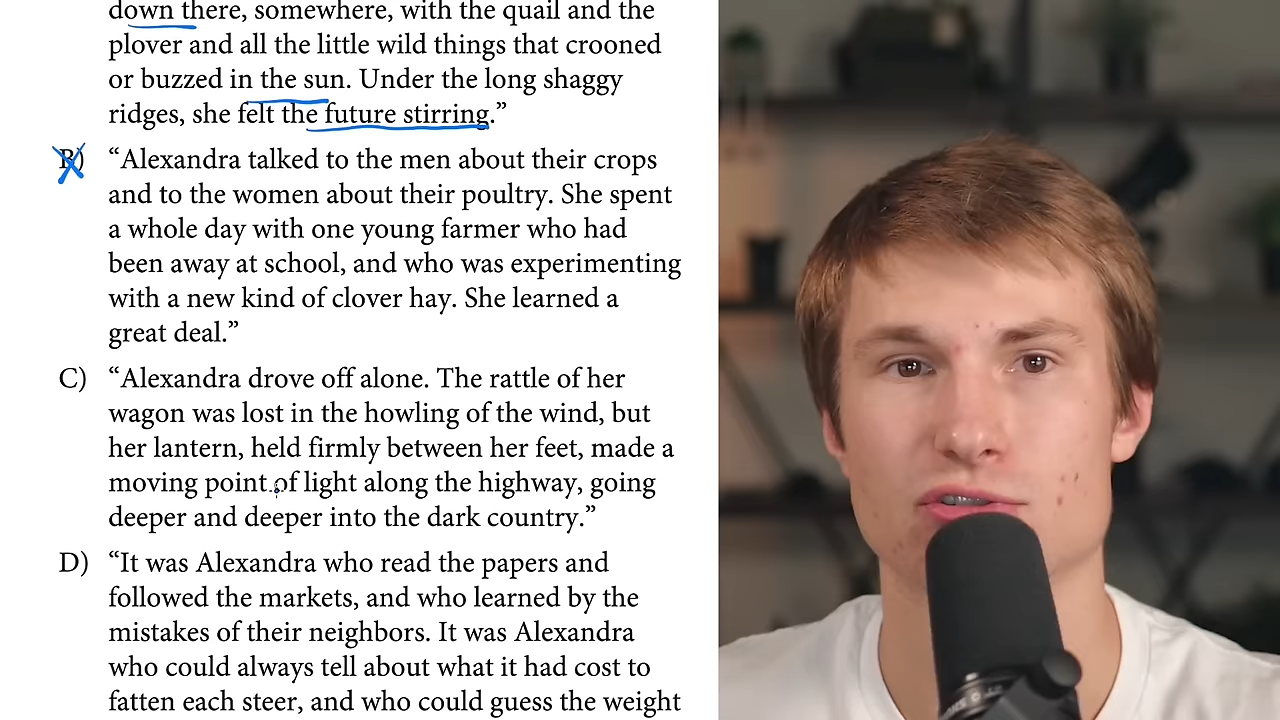 down there, somewhere, with the quail and the
plover and all the little wild things that crooned
or buzzed in the sun. Under the long shaggy
ridges, she felt the future stirring.”
B) “Alexandra talked to the men about their crops
and to the women about their poultry. She spent
a whole day with one young farmer who had
been away at school, and who was experimenting
with a new kind of clover hay. She learned a
great deal.”
C) “Alexandra drove off alone. The rattle of her
wagon was lost in the howling of the wind, but
her lantern, held firmly between her feet, made a
moving point of light along the highway, going
deeper and deeper into the dark country.”
D) “It was Alexandra who read the papers and
followed the markets, and who learned by the
mistakes of their neighbors. It was Alexandra
who could always tell about what it had cost to
fatten each steer, and who could guess the weight